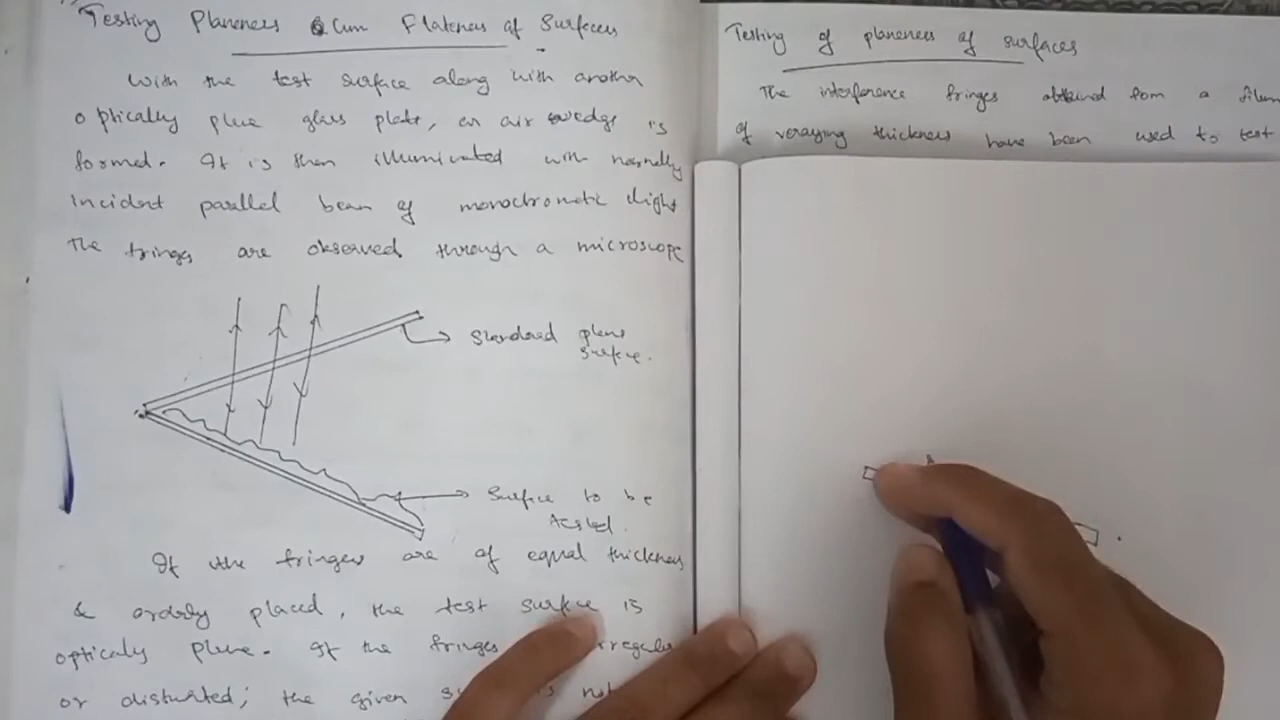 Testing Planeness & Cum Flateness of Surfaces
With the test surface along with another
optically plane glass plate, an air wedge is
formed. It is then illuminated with normally
incident parallel beam of monochromatic light
The fringes are observed through a microscope
Standard plane
surface.
Surface to be
tested.
If the fringes are of equal thickness
& orderly placed, the test surface is
optically plane. If the fringes
or disturbed; the given
Testing of planeness of surfaces
The interference fringes obtained from a
of veraying thickness have been used to test